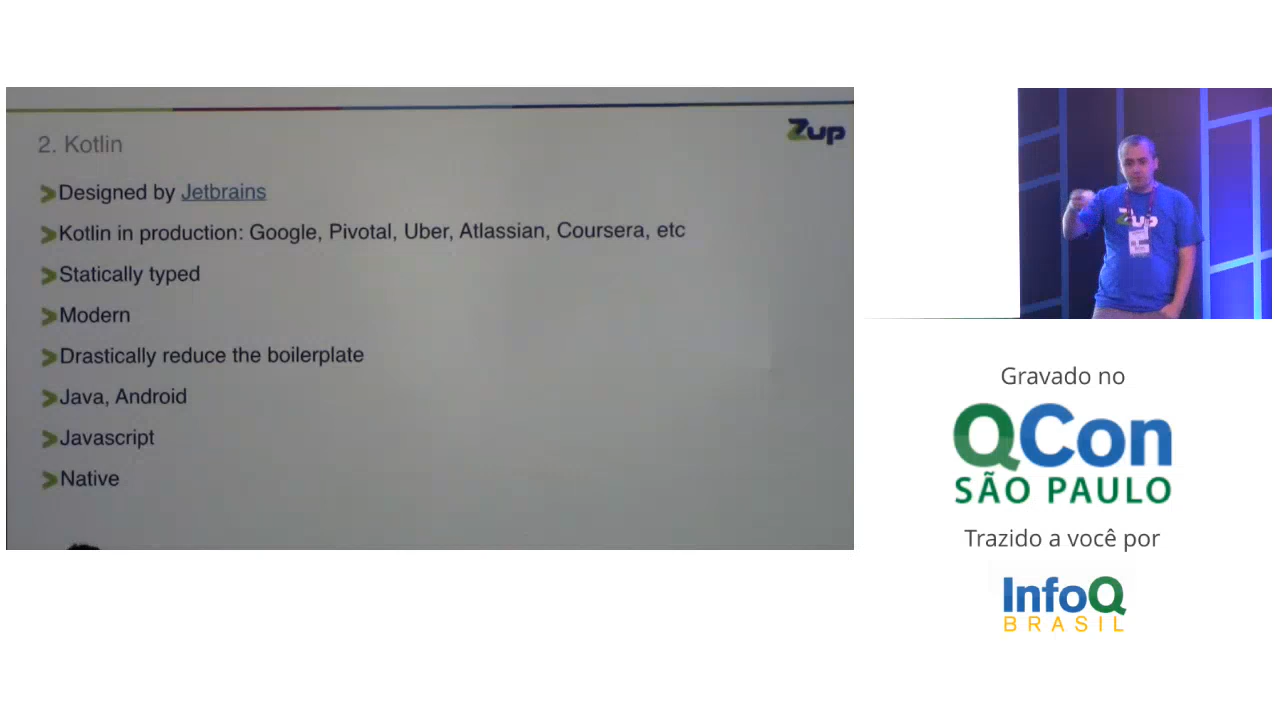 2. Kotlin
Zup
Designed by Jetbrains
Kotlin in production: Google, Pivotal, Uber, Atlassian, Coursera, etc
Statically typed
Modern
Drastically reduce the boilerplate
Java, Android
Javascript
Native
Zup
Gravado no
QCon
SÃO PAULO
Trazido a você por
InfoQ
BRASIL